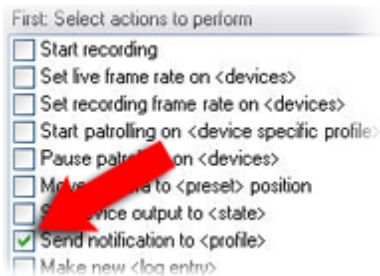 First: Select actions to perform
Start recording
Set live frame rate on <devices>
Set recording frame rate on <devices>
Start patrolling on <device specific profile>
Pause on <devices>
to <preset> position
output to <state>
Send notification to <profile>
Make new <log entry>